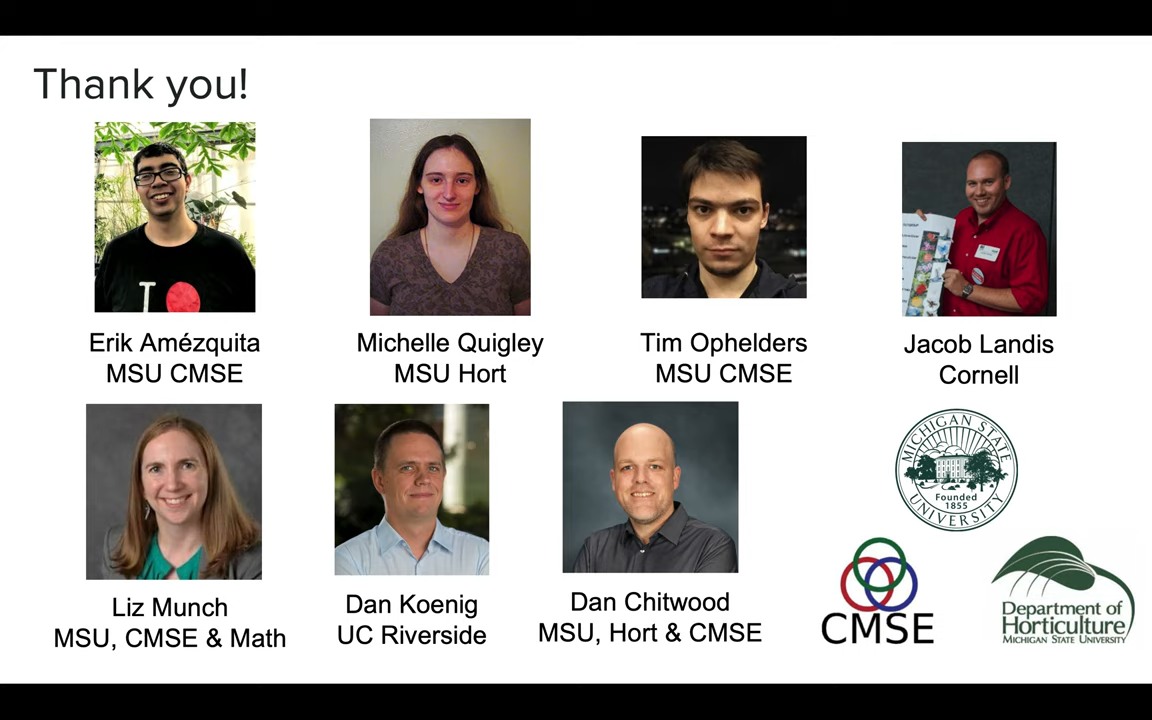 Thank you!
I
Erik Amézquita
MSU CMSE
Michelle Quigley
MSU Hort
Tim Ophelders
MSU CMSE
Jacob Landis
Cornell
Liz Munch
MSU, CMSE & Math
Dan Koenig
UC Riverside
Dan Chitwood
MSU, Hort & CMSE
MICHIGAN STATE UNIVERSITY
Founded
1855
CMSE
Department of
Horticulture
MICHIGAN STATE UNIVERSITY